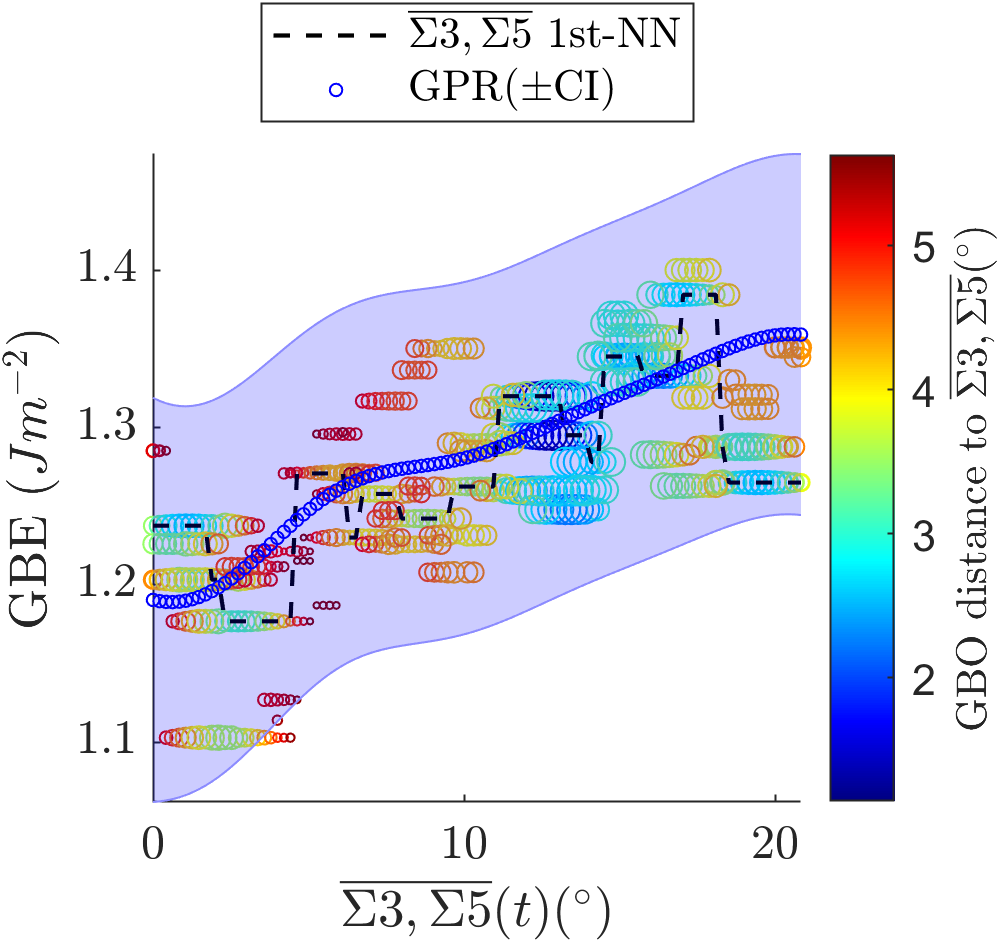 Σ3, Σ5 1st-NN
GPR(±CI)
GBE (Jm⁻²)
1.4
1.3
1.2
1.1
0
10
20
Σ3, Σ5(t)(°)
5
4
3
2
GBO distance to Σ3, Σ5(°)